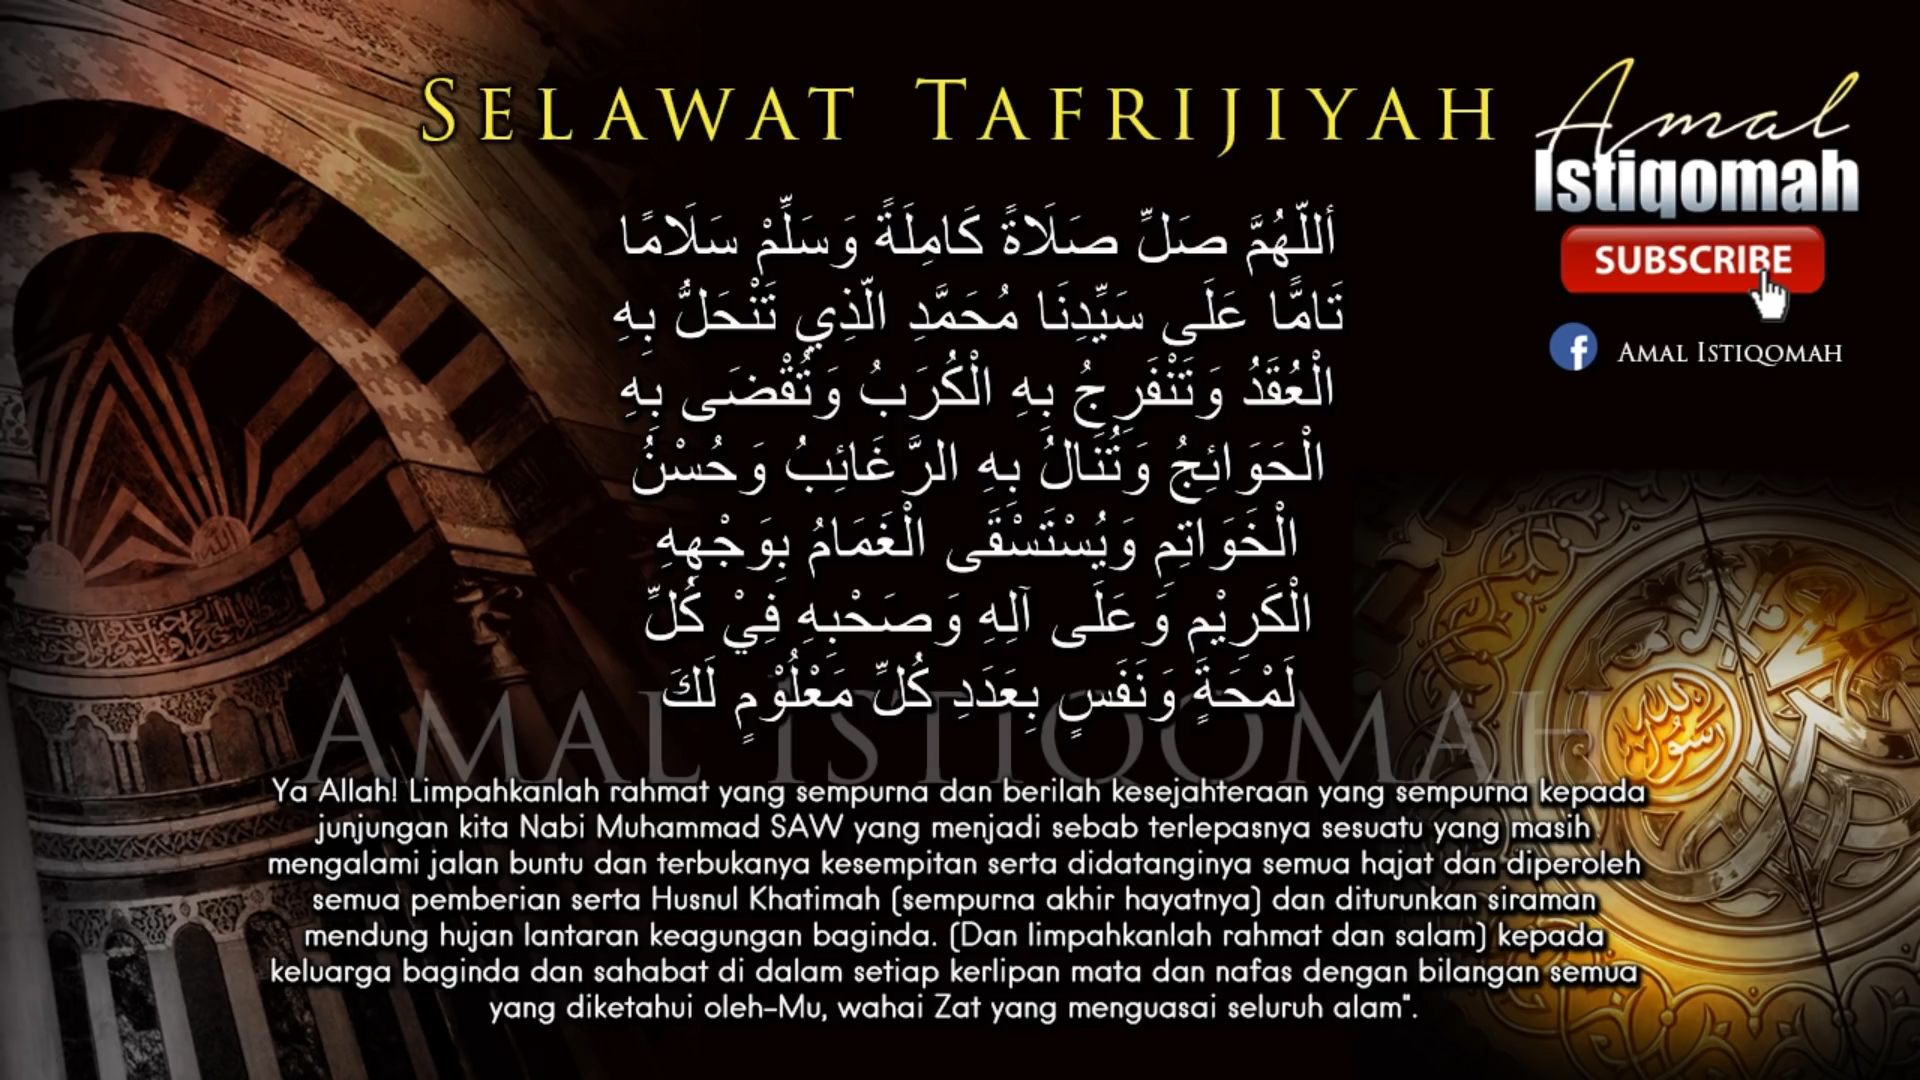 SELAWAT TAFRIJIYAH
Amal
Istiqomah
SUBSCRIBE
AMAL ISTIQOMAH
أللّهُمَّ صَلِّ صَلَاةً كَامِلَةً وَسَلِّمْ سَلَامًا
تَامًّا عَلَى سَيِّدِنَا مُحَمَّدِ الّذِي تَنْحَلُّ بِهِ
الْعُقَدُ وَتَنْفَرِجُ بِهِ الْكُرَبُ وَتُقْضَى بِهِ
الْحَوَائِجُ وَتُنَالُ بِهِ الرَّغَائِبُ وَحُسْنُ
الْخَوَاتِمِ وَيُسْتَسْقَى الْغَمَامُ بِوَجْهِهِ
الْكَرِيْمِ وَعَلَى آلِهِ وَصَحْبِهِ فِيْ كُلِّ
لَمْحَةٍ وَنَفَسٍ بِعَدَدِ كُلِّ مَعْلُوْمٍ لَكَ
AMAL ISTIQOMAH
Ya Allah! Limpahkanlah rahmat yang sempurna dan berilah kesejahteraan yang sempurna kepada
junjungan kita Nabi Muhammad SAW yang menjadi sebab terlepasnya sesuatu yang masih
mengalami jalan buntu dan terbukanya kesempitan serta didatanginya semua hajat dan diperoleh
semua pemberian serta Husnul Khatimah (sempurna akhir hayatnya) dan diturunkan siraman
mendung hujan lantaran keagungan baginda. (Dan limpahkanlah rahmat dan salam) kepada
keluarga baginda dan sahabat di dalam setiap kerlipan mata dan nafas dengan bilangan semua
yang diketahui oleh-Mu, wahai Zat yang menguasai seluruh alam".
رسول الله